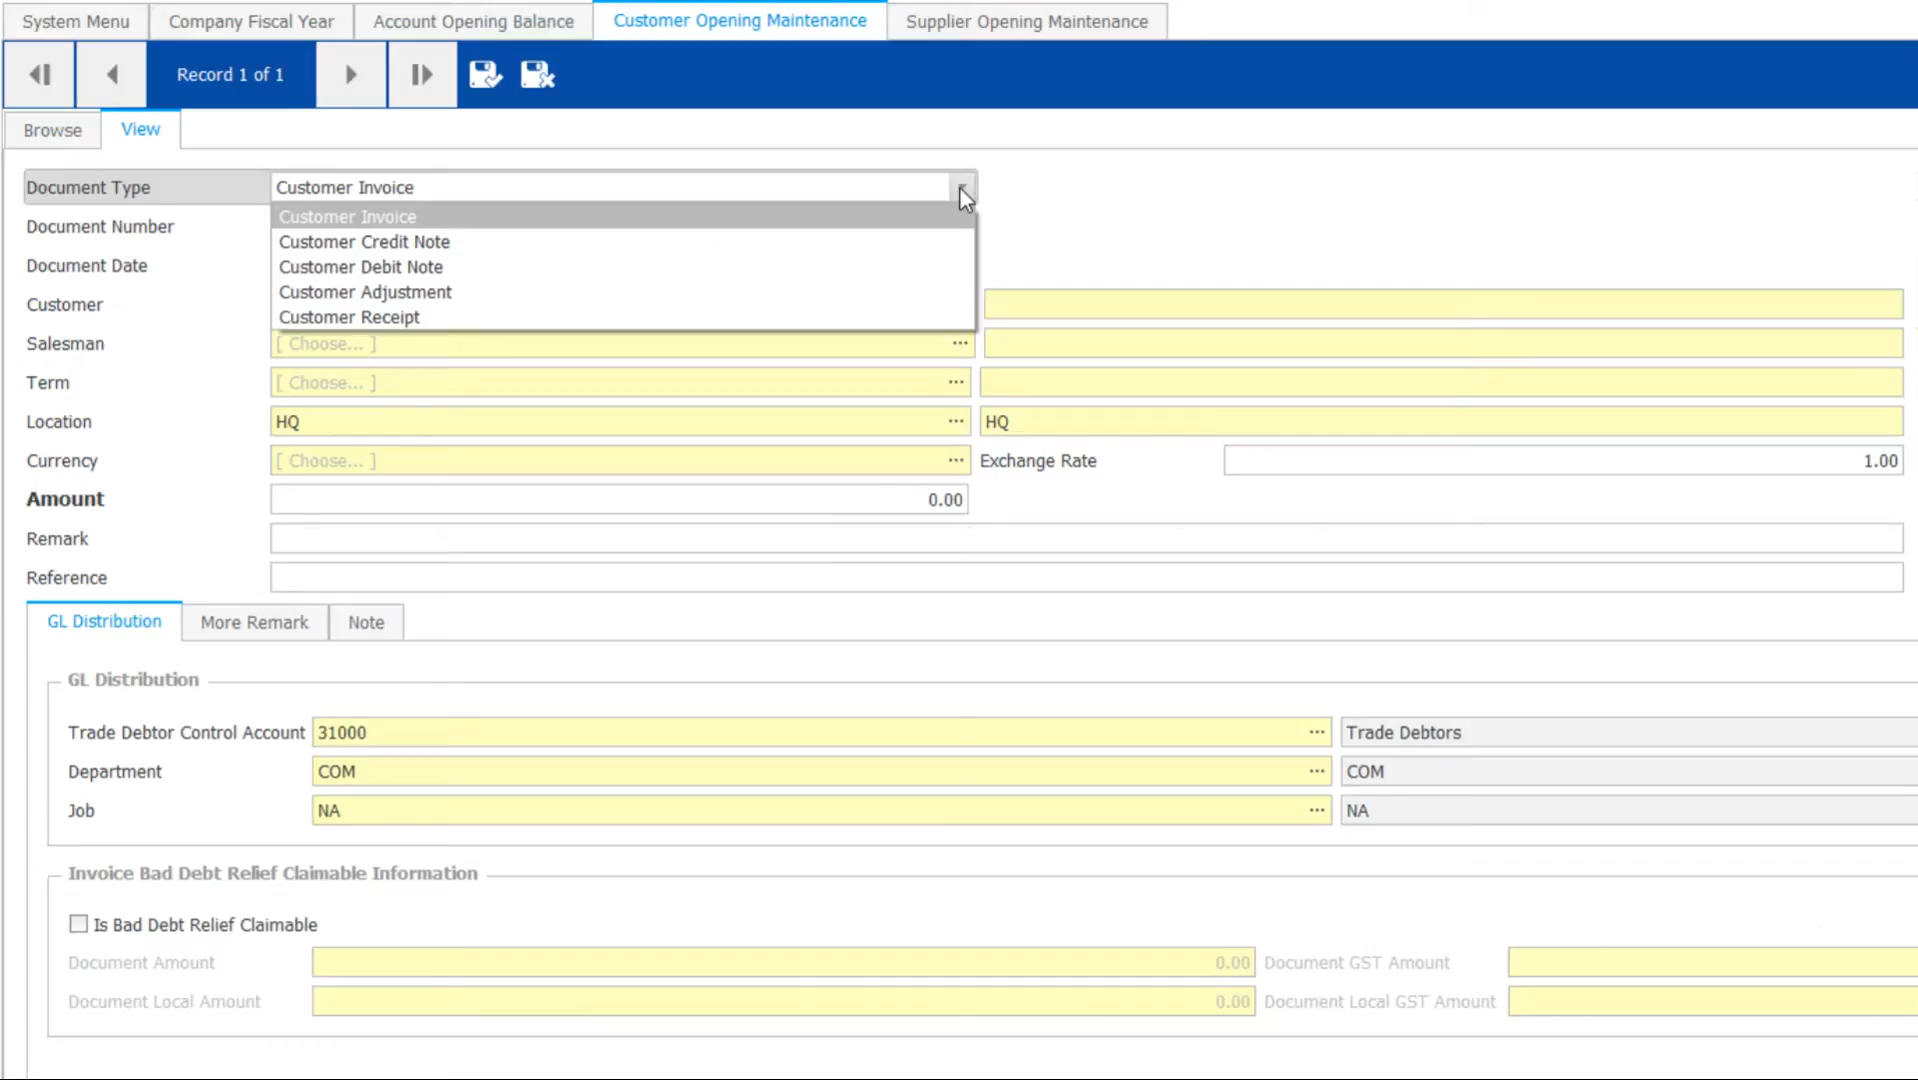 System Menu Company Fiscal Year Account Opening Balance Customer Opening Maintenance Supplier Opening Maintenance
Record 1 of 1
Browse View
Document Type Customer Invoice
Customer Invoice
Document Number
Customer Credit Note
Document Date
Customer Debit Note
Customer Adjustment
Customer
Customer Receipt
Salesman [ Choose... ] ...
Term [ Choose... ] ...
Location HQ ... HQ
Currency [ Choose... ] ... Exchange Rate 1.00
Amount 0.00
Remark
Reference
GL Distribution More Remark Note
GL Distribution
Trade Debtor Control Account 31000 ... Trade Debtors
Department COM ... COM
Job NA ... NA
Invoice Bad Debt Relief Claimable Information
Is Bad Debt Relief Claimable
Document Amount 0.00 Document GST Amount
Document Local Amount 0.00 Document Local GST Amount